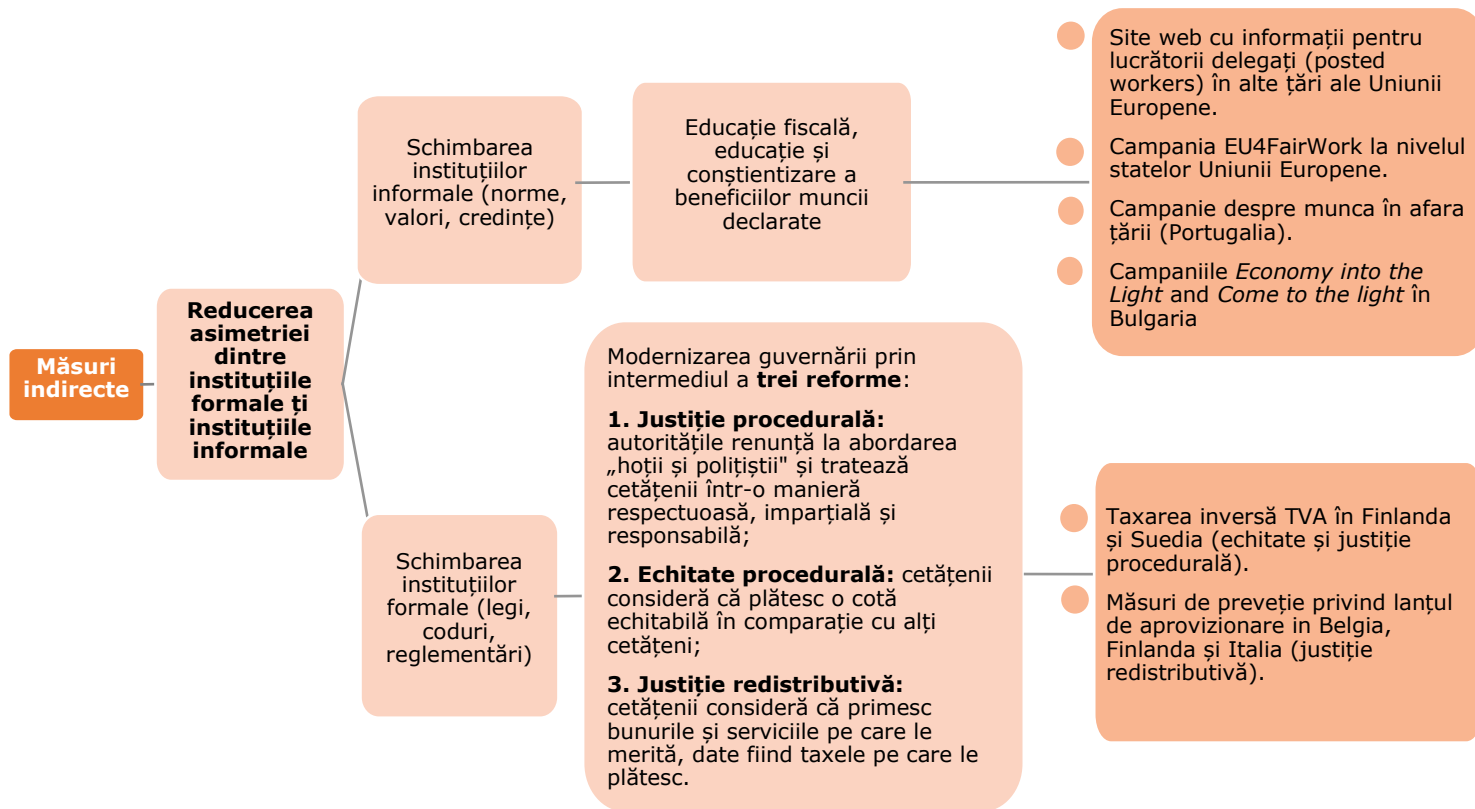 Măsuri
indirecte
Reducerea
asimetriei
dintre
instituțiile
formale ți
instituțiile
informale
Schimbarea
instituțiilor
informale (norme,
valori, credințe)
Educație fiscală,
educație și
conștientizare a
beneficiilor muncii
declarate
Site web cu informații pentru
lucrătorii delegați (posted
workers) în alte țări ale Uniunii
Europene.
Campania EU4FairWork la nivelul
statelor Uniunii Europene.
Campanie despre munca în afara
țării (Portugalia).
Campaniile Economy into the
Light and Come to the light în
Bulgaria
Schimbarea
instituțiilor
formale (legi,
coduri,
reglementări)
Modernizarea guvernării prin
intermediul a trei reforme:
1. Justiție procedurală:
autoritățile renunță la abordarea
„hoții și polițiștii" și tratează
cetățenii într-o manieră
respectuoasă, imparțială și
responsabilă;
2. Echitate procedurală: cetățenii
consideră că plătesc o cotă
echitabilă în comparație cu alți
cetățeni;
3. Justiție redistributivă:
cetățenii consideră că primesc
bunurile și serviciile pe care le
merită, date fiind taxele pe care le
plătesc.
Taxarea inversă TVA în Finlanda
și Suedia (echitate și justiție
procedurală).
Măsuri de preveție privind lanțul
de aprovizionare in Belgia,
Finlanda și Italia (justiție
redistributivă).